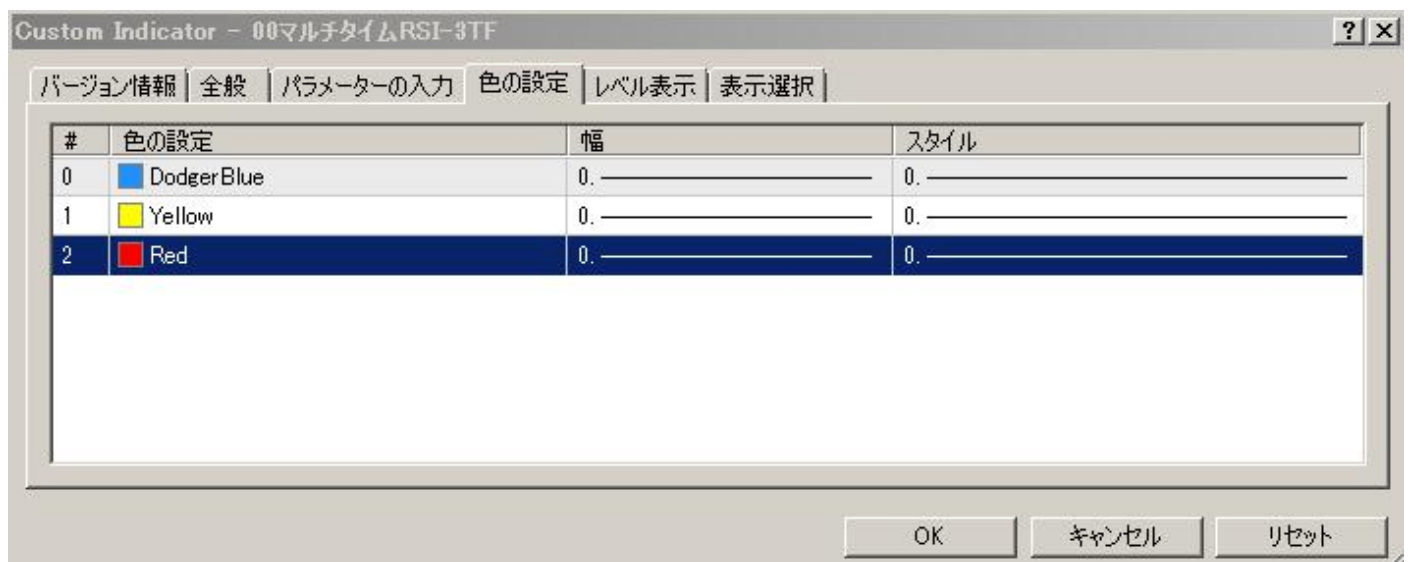 Custom Indicator - 00マルチタイムRSI-3TF
バージョン情報 全般 パラメーターの入力 色の設定 レベル表示 表示選択
# 色の設定 幅 スタイル
0 DodgerBlue 0. 0.
1 Yellow 0. 0.
2 Red 0. 0.
OK キャンセル リセット